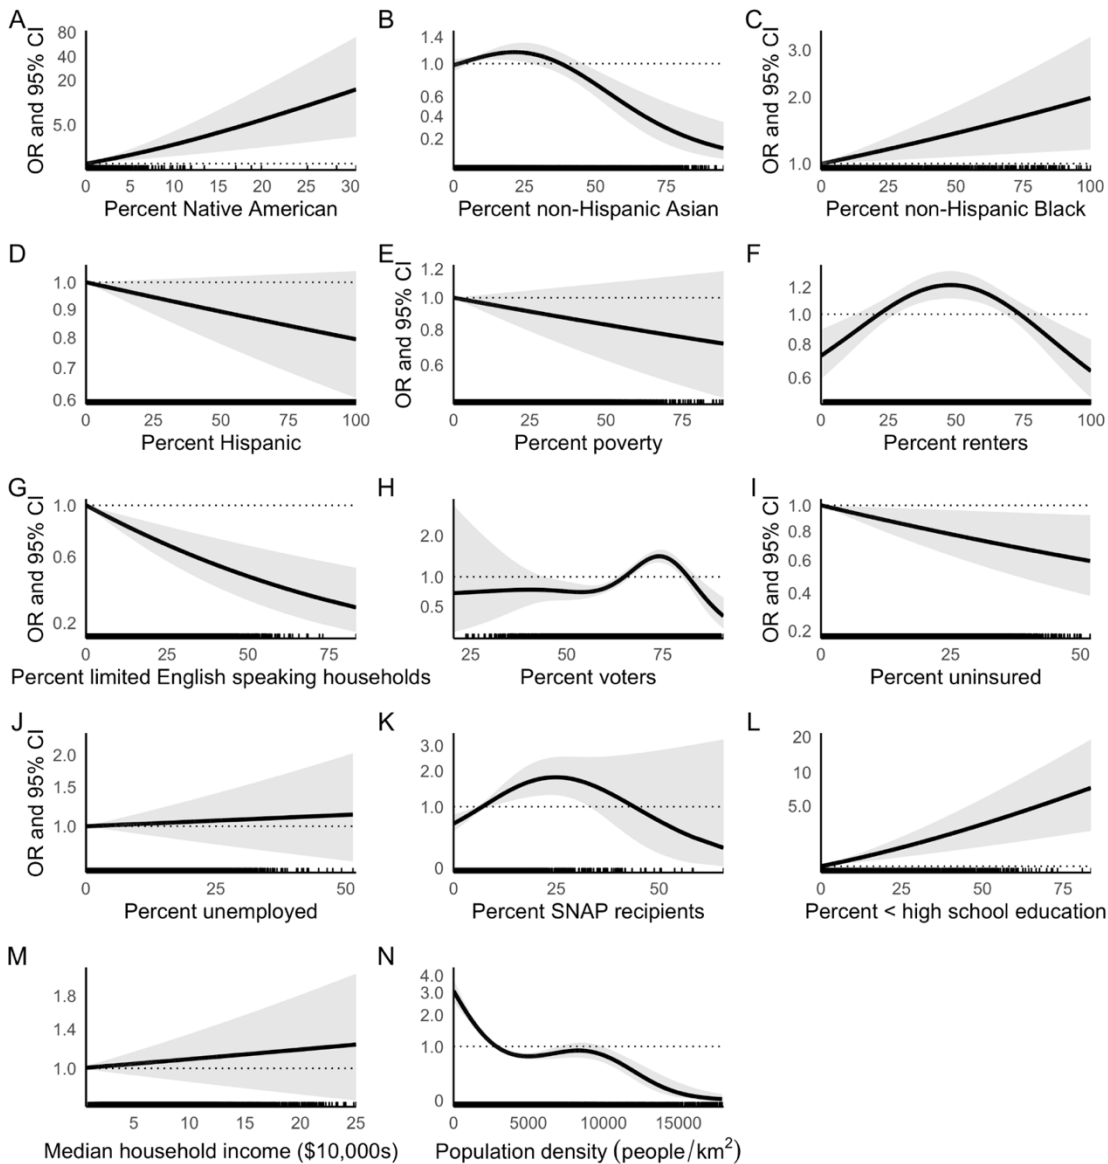 A B C
OR and 95% CI
80
40
20
5.0
0 5 10 15 20 25 30
Percent Native American
OR and 95% CI
1.4
1.0
0.6
0.4
0.2
0 25 50 75
Percent non-Hispanic Asian
OR and 95% CI
3.0
2.0
1.0
0 25 50 75 100
Percent non-Hispanic Black
D E F
1.0
0.9
0.8
0.7
0.6
0 25 50 75 100
Percent Hispanic
OR and 95% CI
1.2
1.0
0.8
0.6
0 25 50 75
Percent poverty
1.2
1.0
0.8
0.6
0 25 50 75 100
Percent renters
G H I
OR and 95% CI
1.0
0.6
0.2
0 25 50 75
Percent limited English speaking households
2.0
1.0
0.5
25 50 75
Percent voters
OR and 95% CI
1.0
0.8
0.6
0.4
0.2
0 25 50
Percent uninsured
J K L
OR and 95% CI
2.0
1.5
1.0
0 25 50
Percent unemployed
3.0
2.0
1.0
0
0 25 50
Percent SNAP recipients
20
10
5.0
0 25 50 75
Percent < high school education
M N
1.8
1.4
1.0
5 10 15 20 25
Median household income ($10,000s)
4.0
3.0
2.0
1.0
0
0 5000 10000 15000
Population density (people/km²)